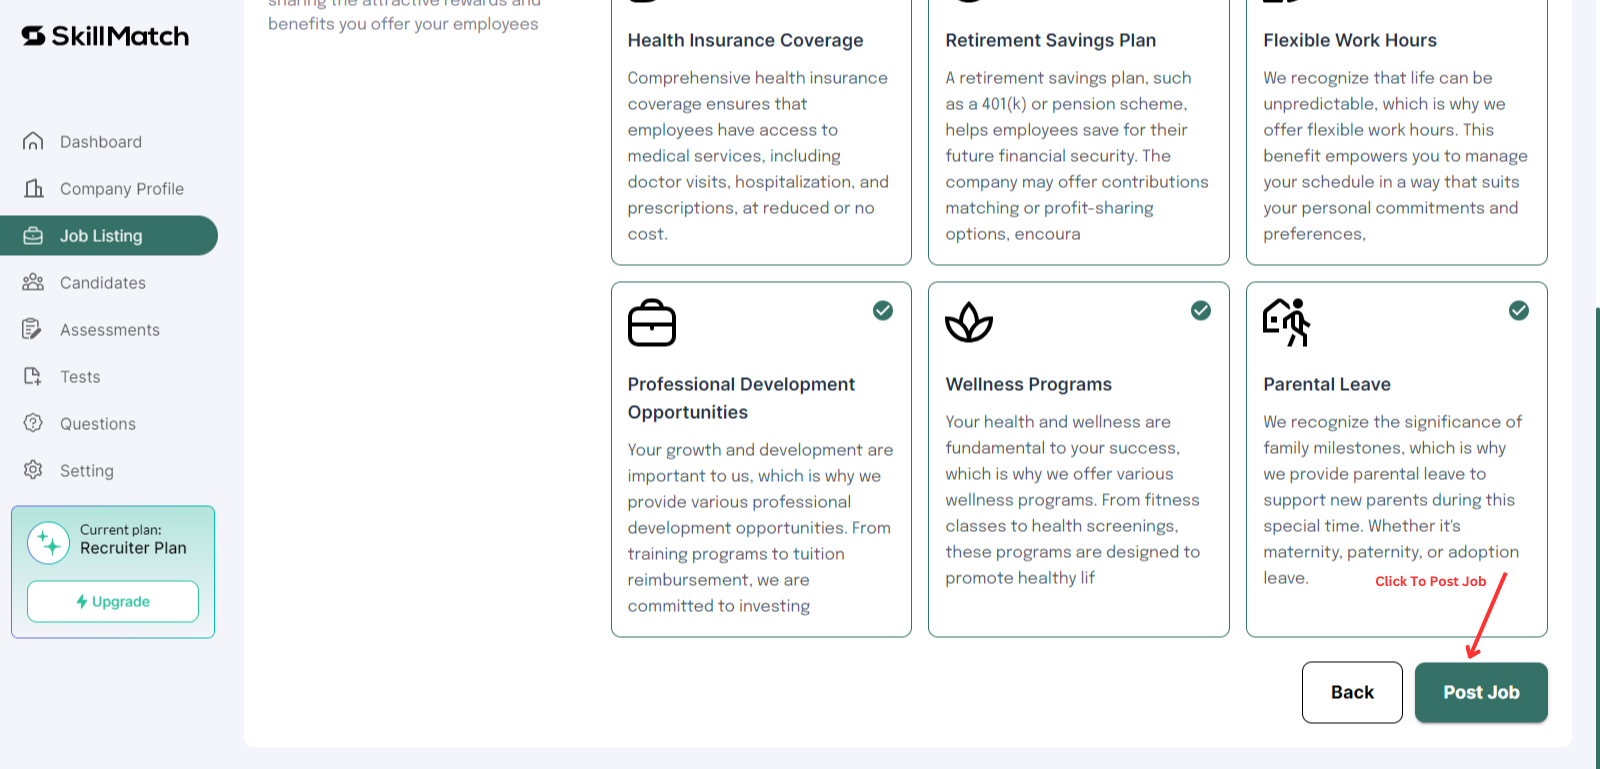 SkillMatch
Dashboard
Company Profile
Job Listing
Candidates
Assessments
Tests
Questions
Setting
Current plan:
Recruiter Plan
Upgrade
sharing the attractive rewards and
benefits you offer your employees
Health Insurance Coverage
Comprehensive health insurance
coverage ensures that
employees have access to
medical services, including
doctor visits, hospitalization, and
prescriptions, at reduced or no
cost.
Retirement Savings Plan
A retirement savings plan, such
as a 401(k) or pension scheme,
helps employees save for their
future financial security. The
company may offer contributions
matching or profit-sharing
options, encoura
Flexible Work Hours
We recognize that life can be
unpredictable, which is why we
offer flexible work hours. This
benefit empowers you to manage
your schedule in a way that suits
your personal commitments and
preferences,
Professional Development
Opportunities
Your growth and development are
important to us, which is why we
provide various professional
development opportunities. From
training programs to tuition
reimbursement, we are
committed to investing
Wellness Programs
Your health and wellness are
fundamental to your success,
which is why we offer various
wellness programs. From fitness
classes to health screenings,
these programs are designed to
promote healthy lif
Parental Leave
We recognize the significance of
family milestones, which is why
we provide parental leave to
support new parents during this
special time. Whether it's
maternity, paternity, or adoption
leave.
Click To Post Job
Back
Post Job